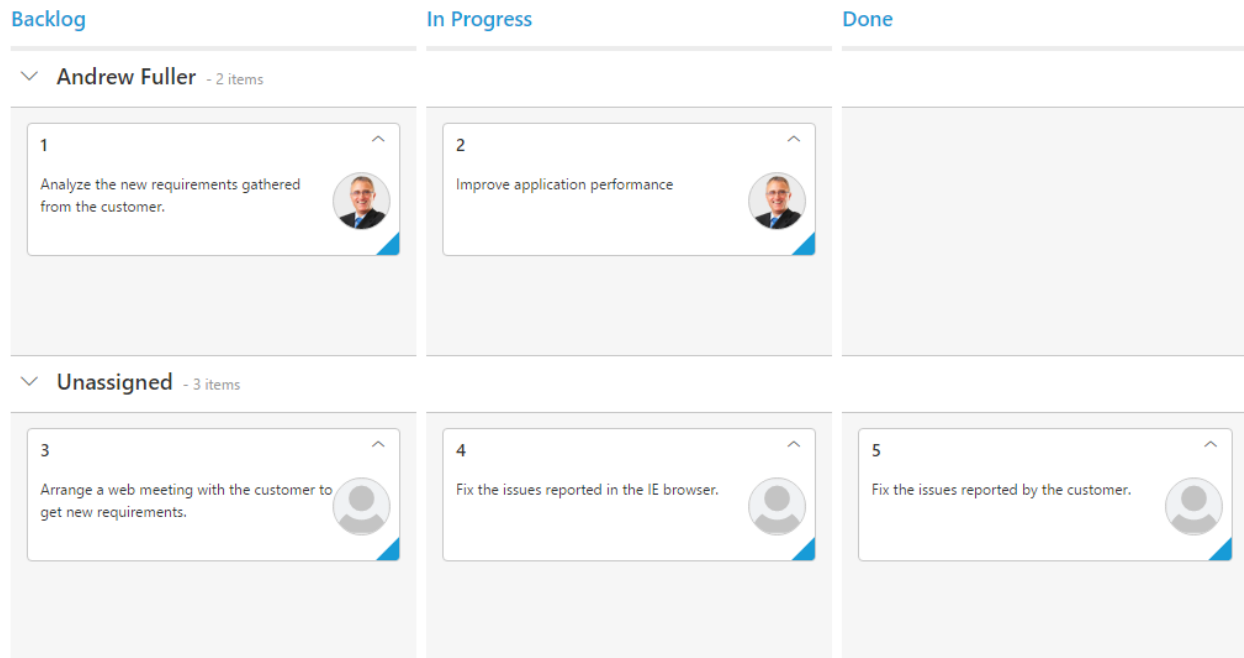 Backlog
In Progress
Done
Andrew Fuller - 2 items
1
Analyze the new requirements gathered
from the customer.
2
Improve application performance
Unassigned - 3 items
3
Arrange a web meeting with the customer to
get new requirements.
4
Fix the issues reported in the IE browser.
5
Fix the issues reported by the customer.